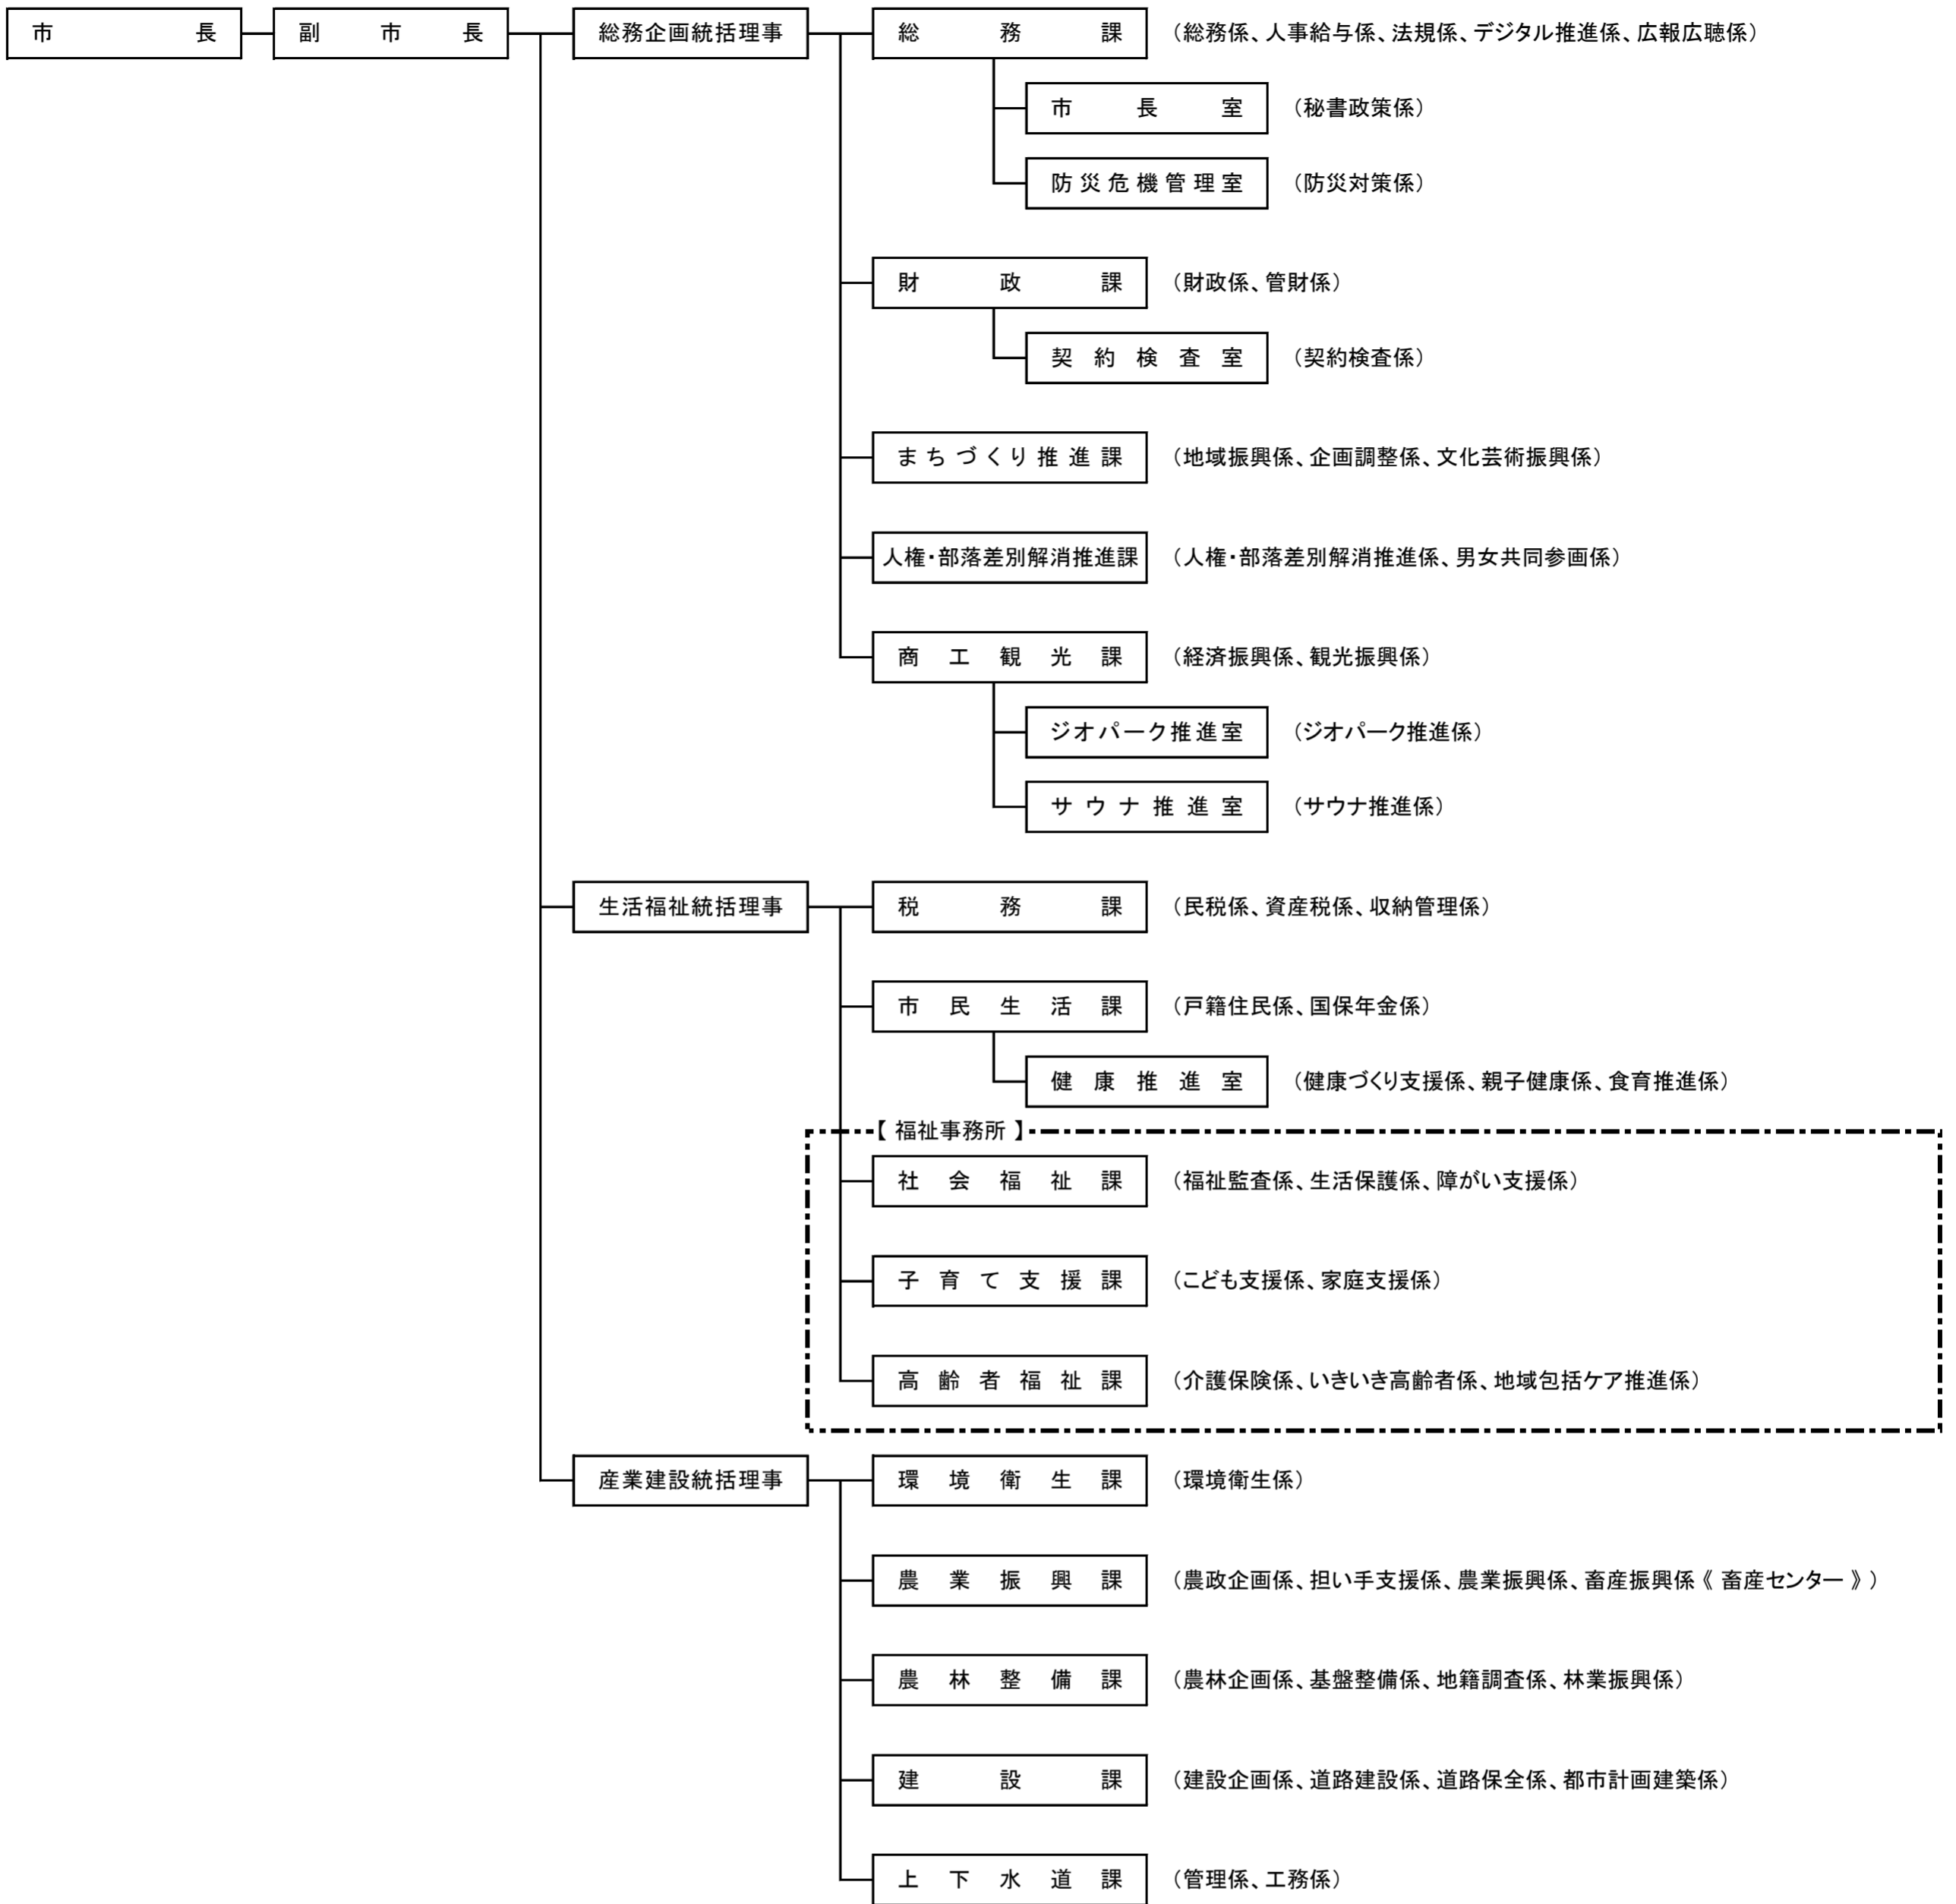 市長 副市長 総務企画統括理事 総務課 （総務係、人事給与係、法規係、デジタル推進係、広報広聴係）
市長室 （秘書政策係）
防災危機管理室 （防災対策係）
財政課 （財政係、管財係）
契約検査室 （契約検査係）
まちづくり推進課 （地域振興係、企画調整係、文化芸術振興係）
人権・部落差別解消推進課 （人権・部落差別解消推進係、男女共同参画係）
商工観光課 （経済振興係、観光振興係）
ジオパーク推進室 （ジオパーク推進係）
サウナ推進室 （サウナ推進係）
生活福祉統括理事 税務課 （民税係、資産税係、収納管理係）
市民生活課 （戸籍住民係、国保年金係）
健康推進室 （健康づくり支援係、親子健康係、食育推進係）
【 福祉事務所 】
社会福祉課 （福祉監査係、生活保護係、障がい支援係）
子育て支援課 （こども支援係、家庭支援係）
高齢者福祉課 （介護保険係、いきいき高齢者係、地域包括ケア推進係）
産業建設統括理事 環境衛生課 （環境衛生係）
農業振興課 （農政企画係、担い手支援係、農業振興係、畜産振興係《 畜産センター 》）
農林整備課 （農林企画係、基盤整備係、地籍調査係、林業振興係）
建設課 （建設企画係、道路建設係、道路保全係、都市計画建築係）
上下水道課 （管理係、工務係）